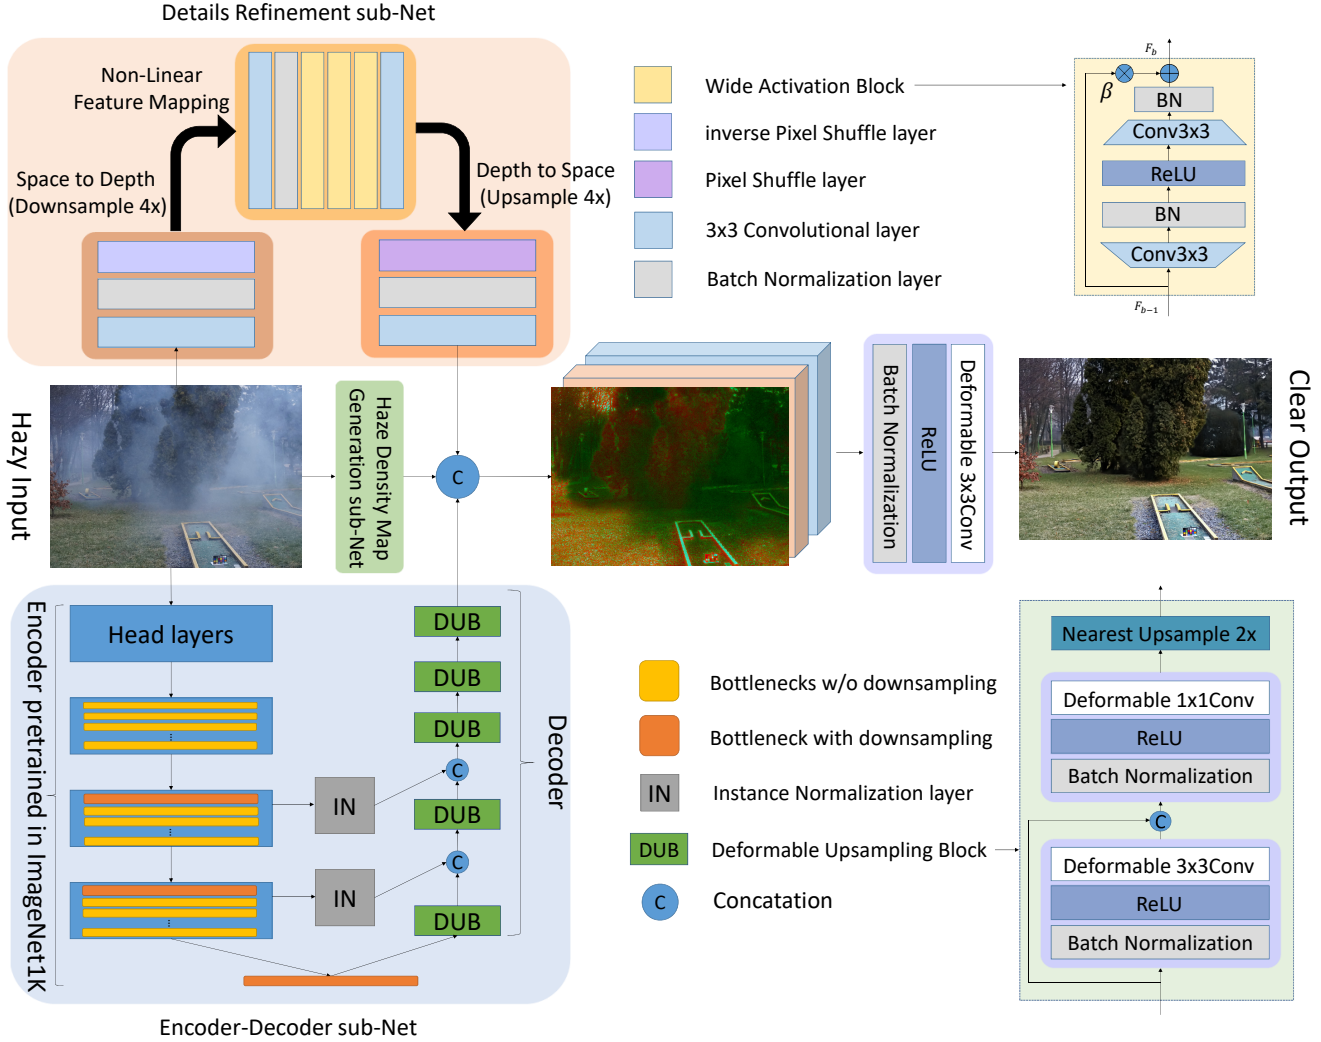 Details Refinement sub-Net
Non-Linear
Feature Mapping
Space to Depth
(Downsample 4x)
Depth to Space
(Upsample 4x)
Wide Activation Block
inverse Pixel Shuffle layer
Pixel Shuffle layer
3x3 Convolutional layer
Batch Normalization layer
F_b
β
BN
Conv3x3
ReLU
BN
Conv3x3
F_{b−1}
Hazy Input
Haze Density Map
Generation sub-Net
C
Batch Normalization
ReLU
Deformable 3x3Conv
Clear Output
Encoder pretrained in ImageNet1K
Head layers
...
...
...
IN
IN
DUB
DUB
DUB
C
DUB
C
DUB
Decoder
Encoder-Decoder sub-Net
Bottlenecks w/o downsampling
Bottleneck with downsampling
IN
Instance Normalization layer
DUB
Deformable Upsampling Block
C
Concatation
Nearest Upsample 2x
Deformable 1x1Conv
ReLU
Batch Normalization
C
Deformable 3x3Conv
ReLU
Batch Normalization